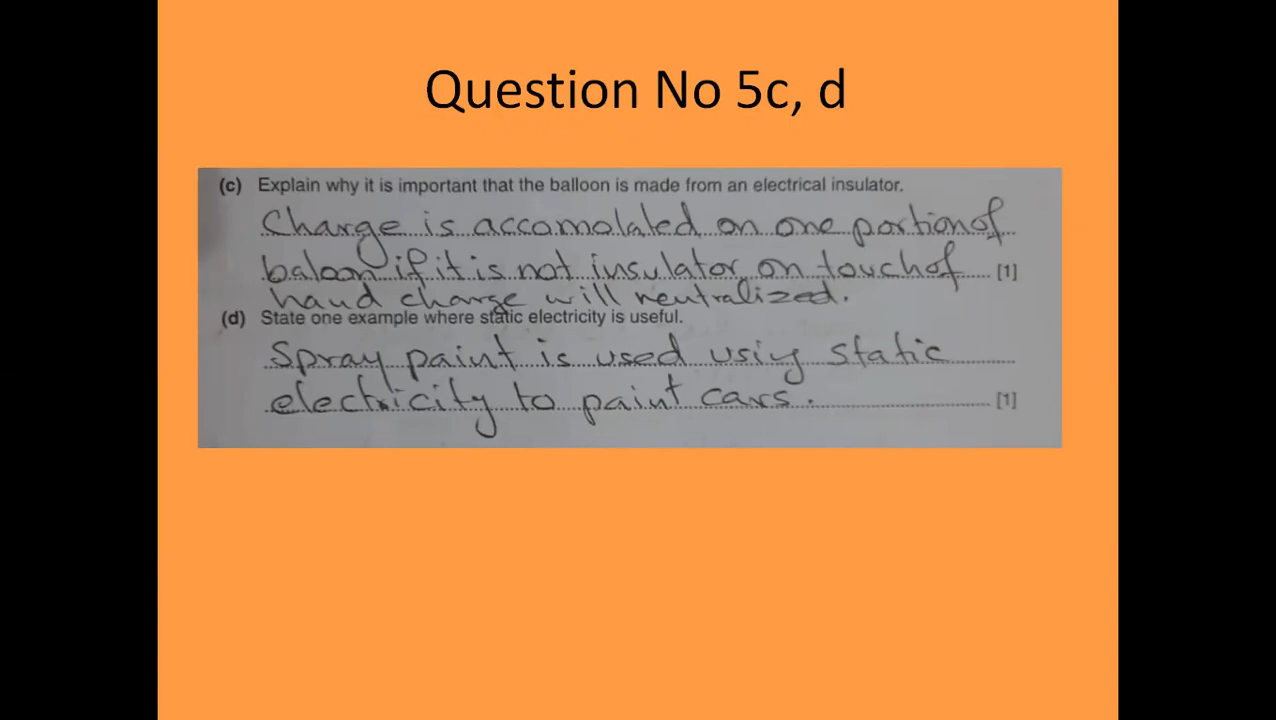 Question No 5c, d
(c) Explain why it is important that the balloon is made from an electrical insulator.
Charge is accomolated on one portion of
baloon if it is not insulator on touch of [1]
hand charge will neutralized.
(d) State one example where static electricity is useful.
Spray paint is used using static
electricity to paint cars. [1]